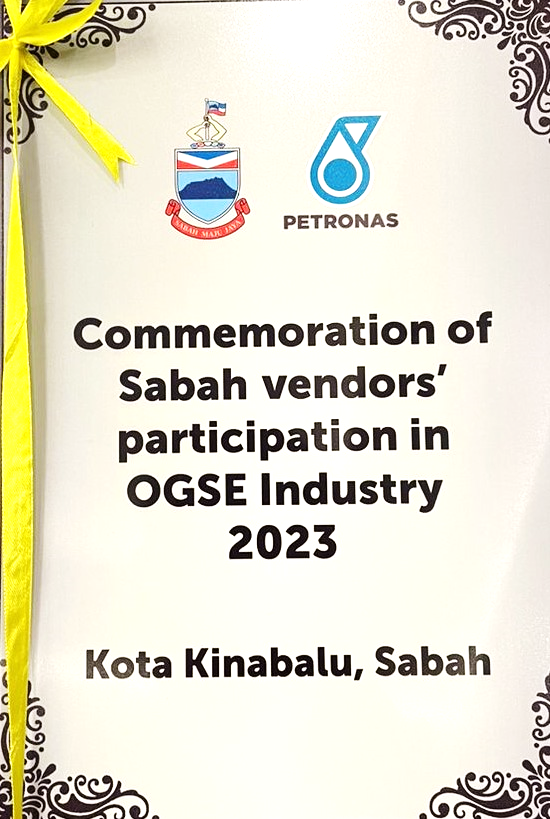 SABAH MAJU JAYA
PETRONAS
Commemoration of
Sabah vendors’
participation in
OGSE Industry
2023
Kota Kinabalu, Sabah